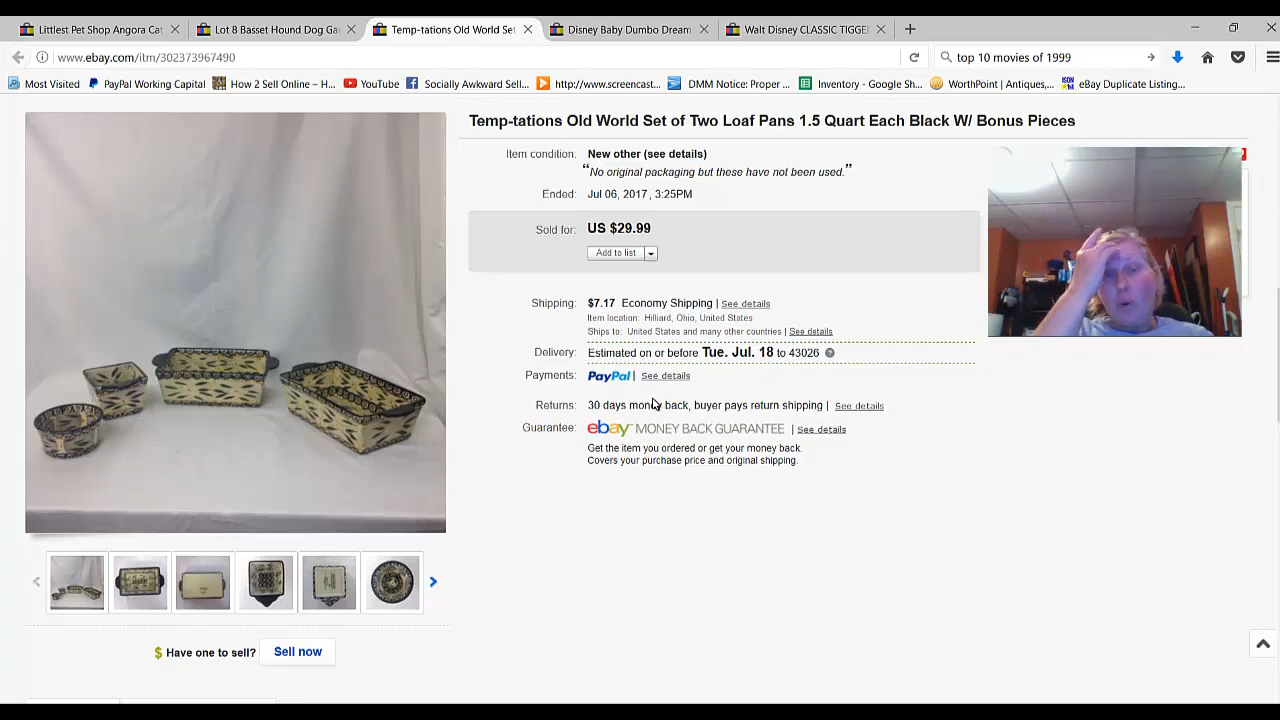 Littlest Pet Shop Angora Cat
Lot 8 Basset Hound Dog Ga
Temp-tations Old World Set
Disney Baby Dumbo Dream
Walt Disney CLASSIC TIGGE
www.ebay.com/itm/302373967490
top 10 movies of 1999
Most Visited
PayPal Working Capital
How 2 Sell Online – H...
YouTube
Socially Awkward Sell...
http://www.screencast...
DMM Notice: Proper ...
Inventory - Google Sh...
WorthPoint | Antiques,...
eBay Duplicate Listing...
Temp-tations Old World Set of Two Loaf Pans 1.5 Quart Each Black W/ Bonus Pieces
Item condition: New other (see details)
“No original packaging but these have not been used.”
Ended: Jul 06, 2017 , 3:25PM
Sold for: US $29.99
Add to list
Shipping: $7.17 Economy Shipping | See details
Item location: Hilliard, Ohio, United States
Ships to: United States and many other countries | See details
Delivery: Estimated on or before Tue. Jul. 18 to 43026
Payments: PayPal | See details
Returns: 30 days money back, buyer pays return shipping | See details
Guarantee: ebay MONEY BACK GUARANTEE | See details
Get the item you ordered or get your money back.
Covers your purchase price and original shipping.
$ Have one to sell? Sell now